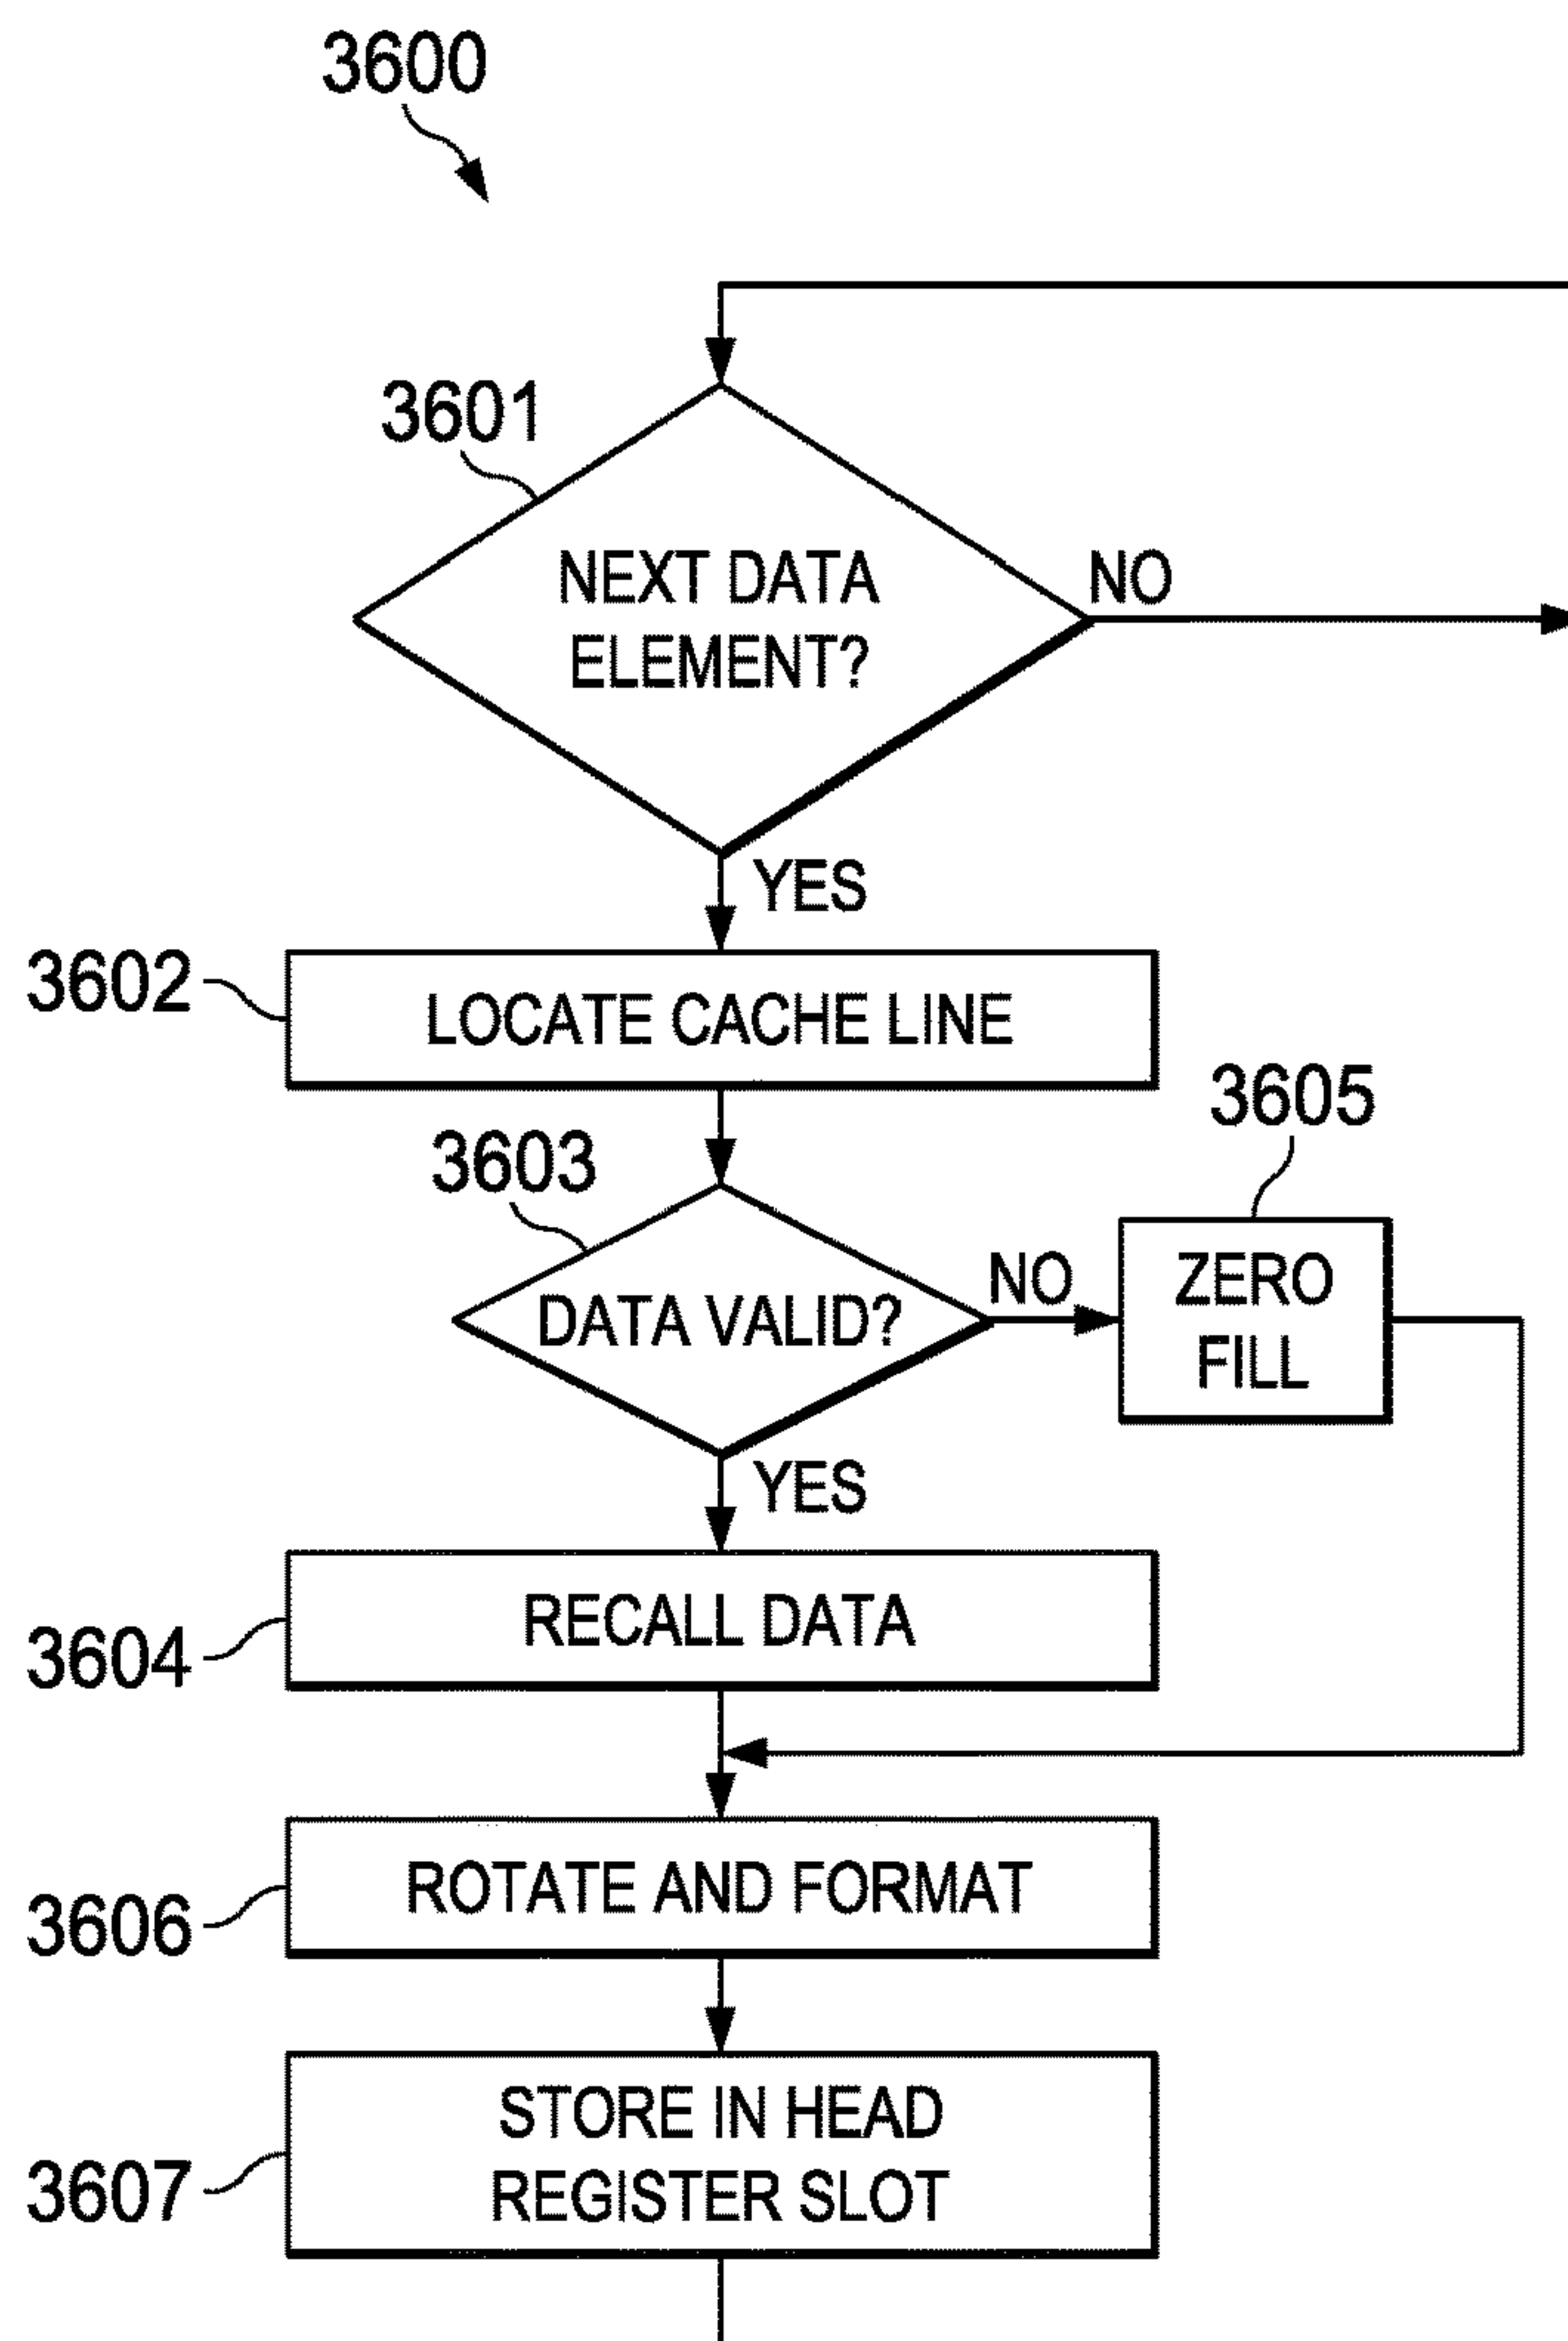 3600
3601
NEXT DATA
ELEMENT?
NO
YES
3602
LOCATE CACHE LINE
3603
DATA VALID?
NO
3605
ZERO
FILL
YES
3604
RECALL DATA
3606
ROTATE AND FORMAT
3607
STORE IN HEAD
REGISTER SLOT